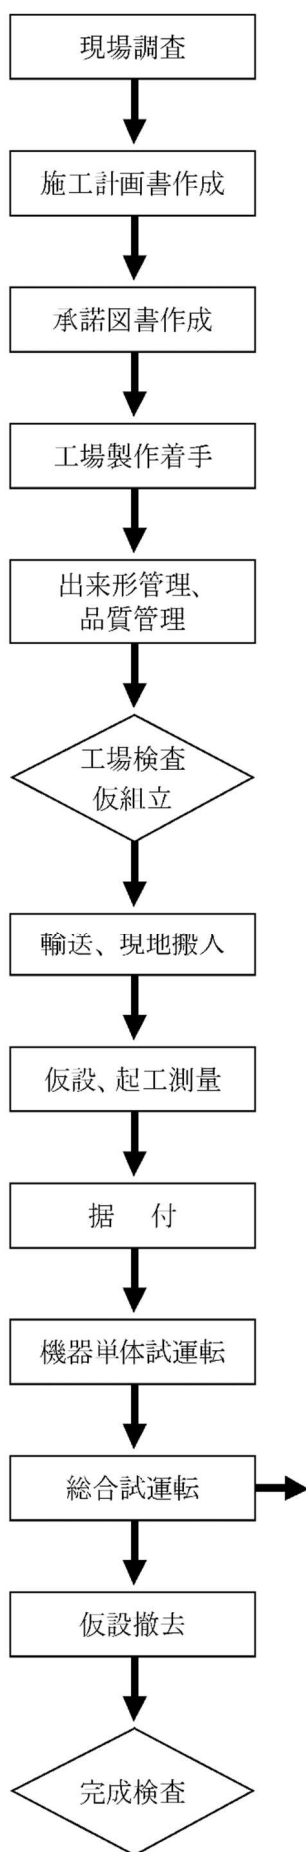 現場調査
施工計画書作成
承諾図書作成
工場製作着手
出来形管理、
品質管理
工場検査
仮組立
輸送、現地搬入
仮設、起工測量
据　付
機器単体試運転
総合試運転
仮設撤去
完成検査